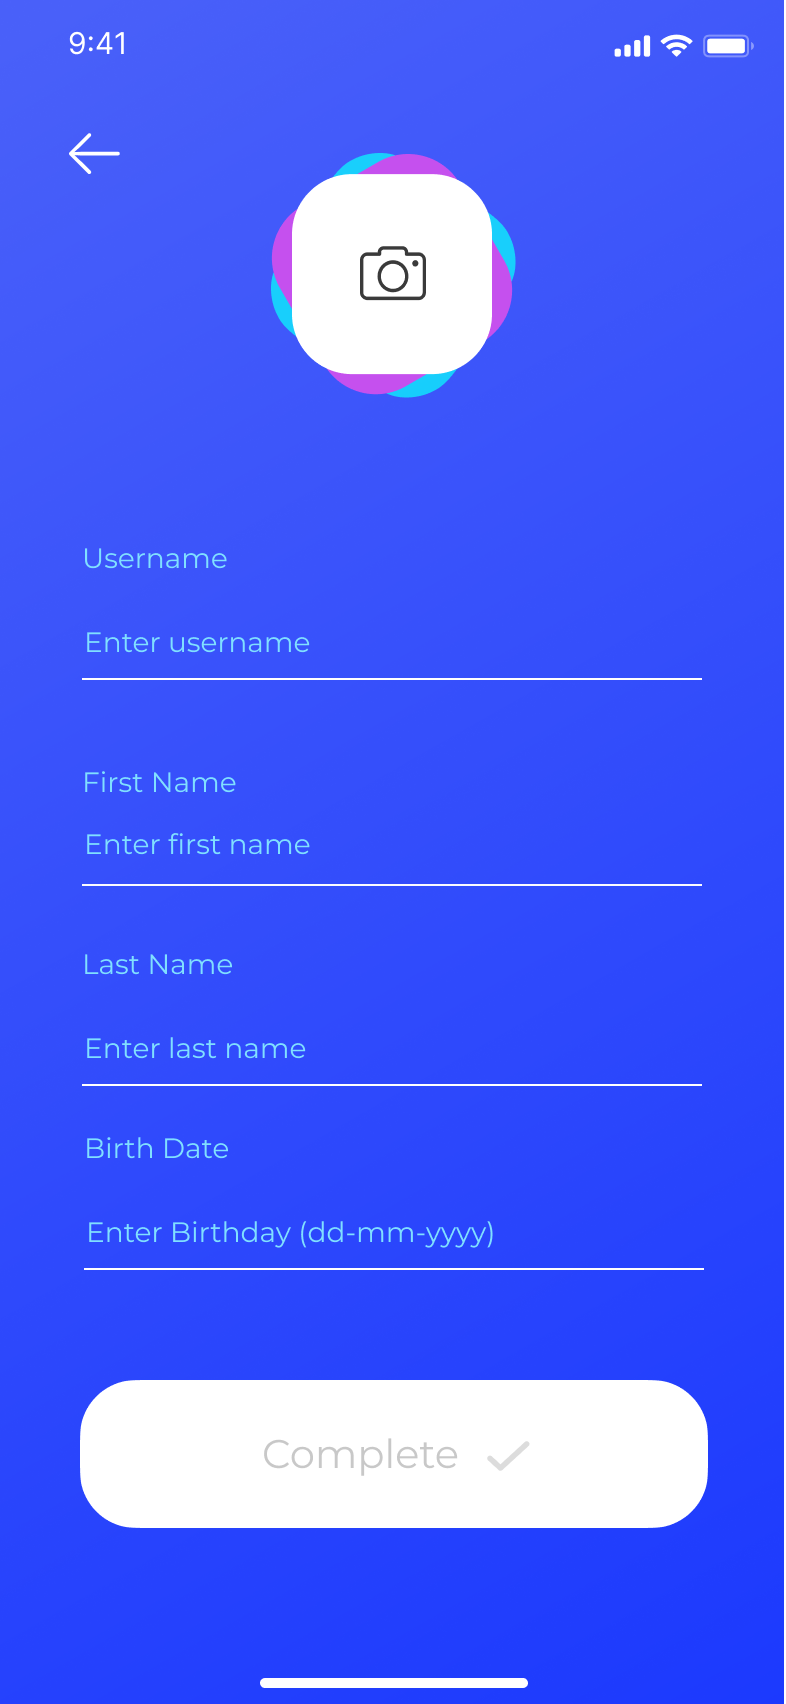 9:41
Username
Enter username
First Name
Enter first name
Last Name
Enter last name
Birth Date
Enter Birthday (dd-mm-yyyy)
Complete